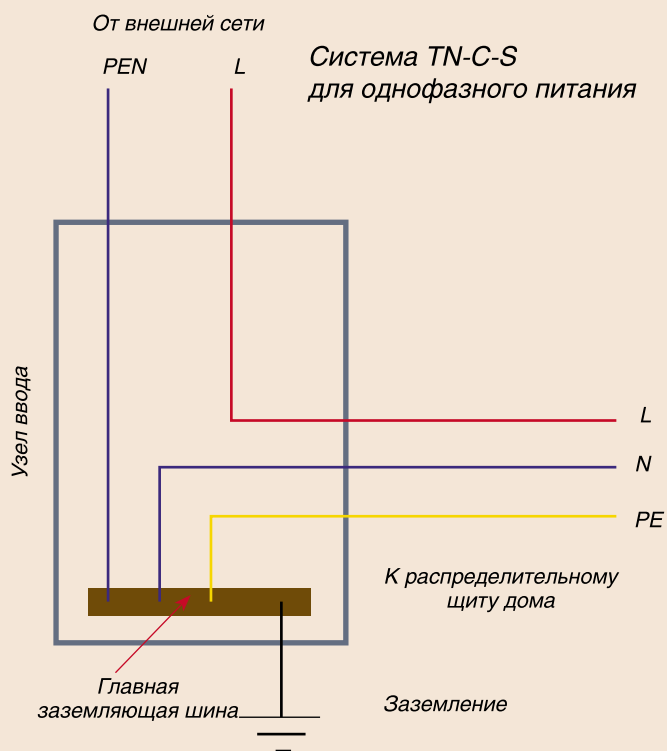 От внешней сети
PEN
L
Система TN-C-S
для однофазного питания
Узел ввода
L
N
PE
К распределительному
щиту дома
Главная
заземляющая шина
Заземление